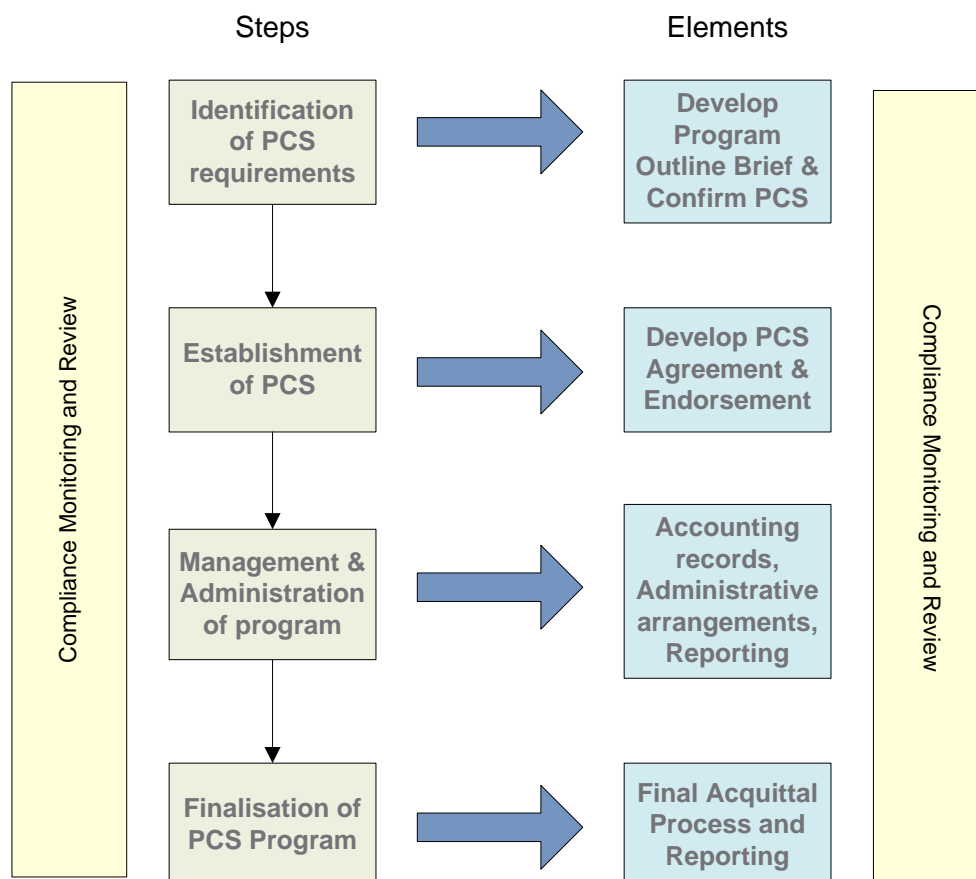 Steps
Elements
Compliance Monitoring and Review
Identification
of PCS
requirements
Develop
Program
Outline Brief &
Confirm PCS
Establishment
of PCS
Develop PCS
Agreement &
Endorsement
Management &
Administration
of program
Accounting
records,
Administrative
arrangements,
Reporting
Finalisation of
PCS Program
Final Acquittal
Process and
Reporting
Compliance Monitoring and Review